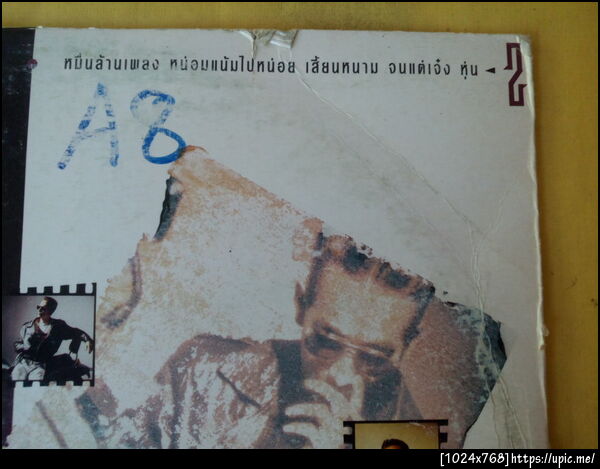 หมื่นล้านเพลง หน่อมแน้มไปหน่อย เสี้ยนหนาม จนแต่เจ๋ง หุ่น ◄ 2
A8
[1024x768]https://upic.me/